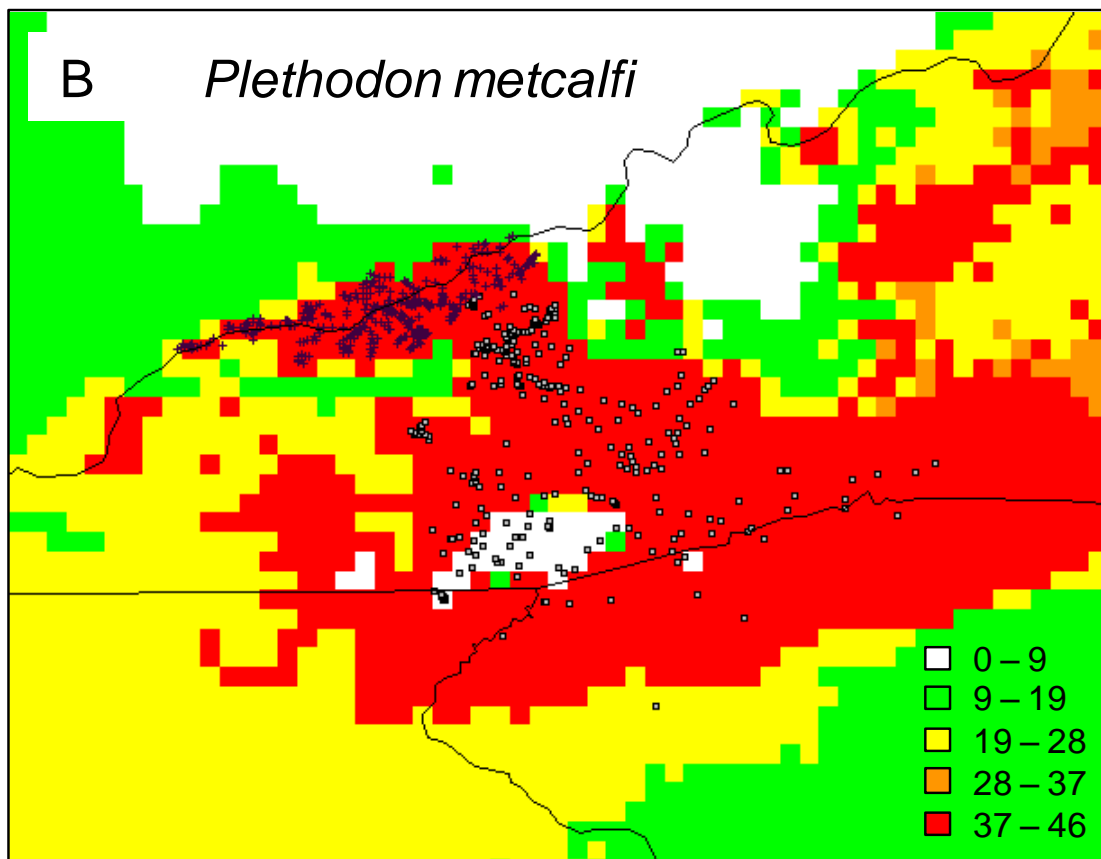 B Plethodon metcalfi
0 – 9
9 – 19
19 – 28
28 – 37
37 – 46